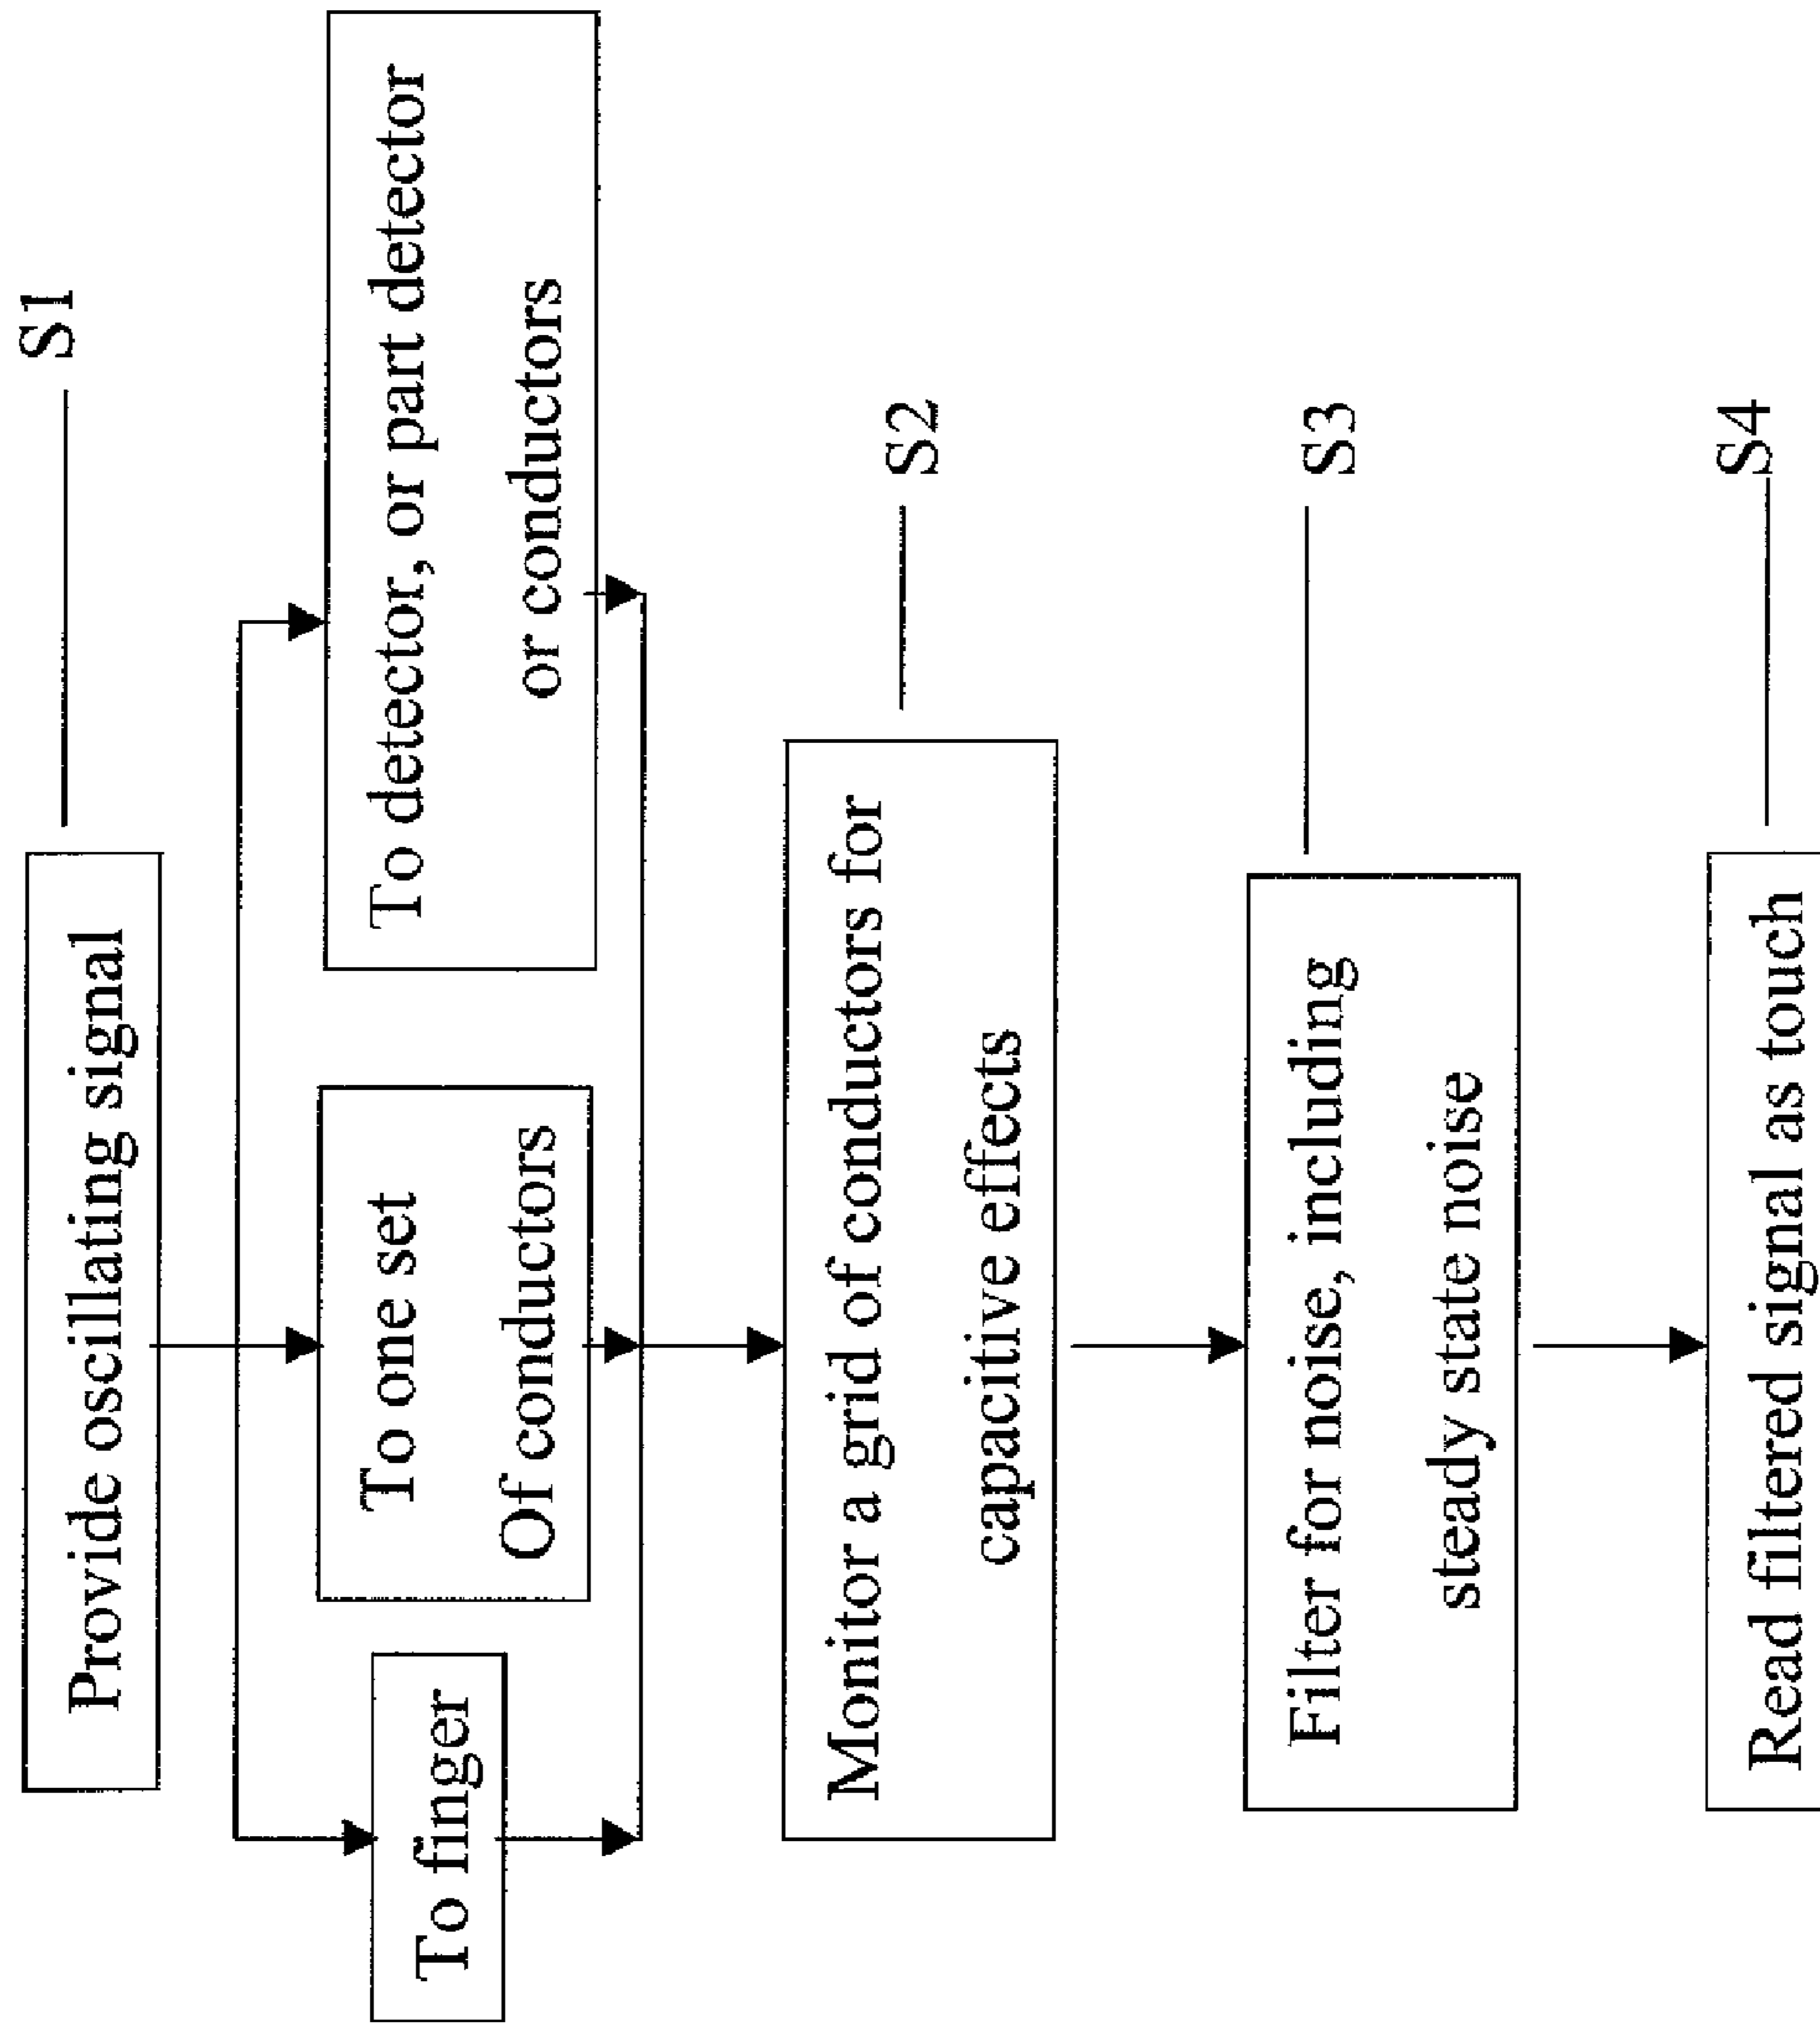 Provide oscillating signal
S1
To finger
To one set
Of conductors
To detector, or part detector
or conductors
Monitor a grid of conductors for
capacitive effects
S2
Filter for noise, including
steady state noise
S3
Read filtered signal as touch
S4